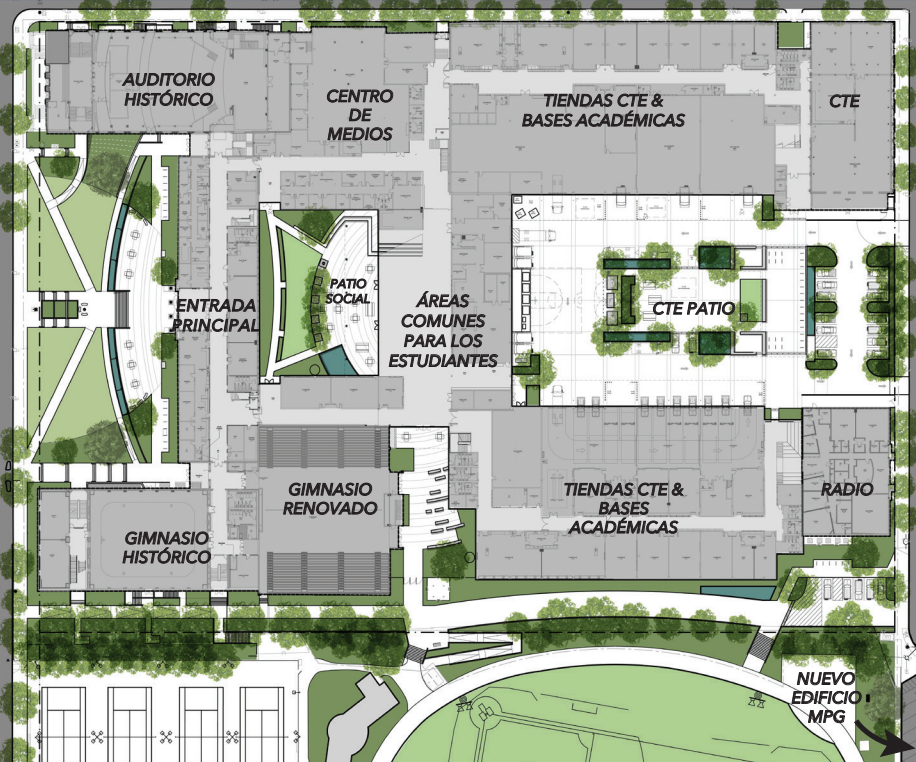 AUDITORIO
HISTÓRICO
CENTRO
DE
MEDIOS
TIENDAS CTE &
BASES ACADÉMICAS
CTE
ENTRADA
PRINCIPAL
PATIO
SOCIAL
ÁREAS
COMUNES
PARA LOS
ESTUDIANTES
CTE PATIO
GIMNASIO
RENOVADO
GIMNASIO
HISTÓRICO
TIENDAS CTE &
BASES
ACADÉMICAS
RADIO
NUEVO
EDIFICIO
MPG